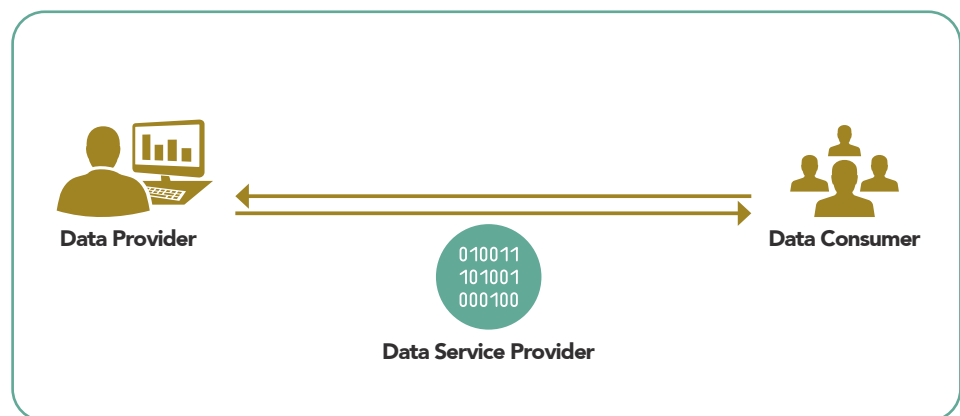 Data Provider
Data Consumer
010011
101001
000100
Data Service Provider